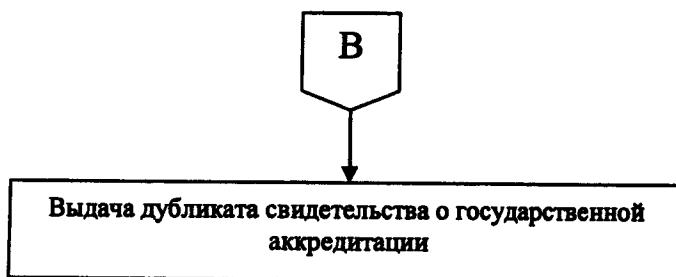 В
Выдача дубликата свидетельства о государственной
аккредитации